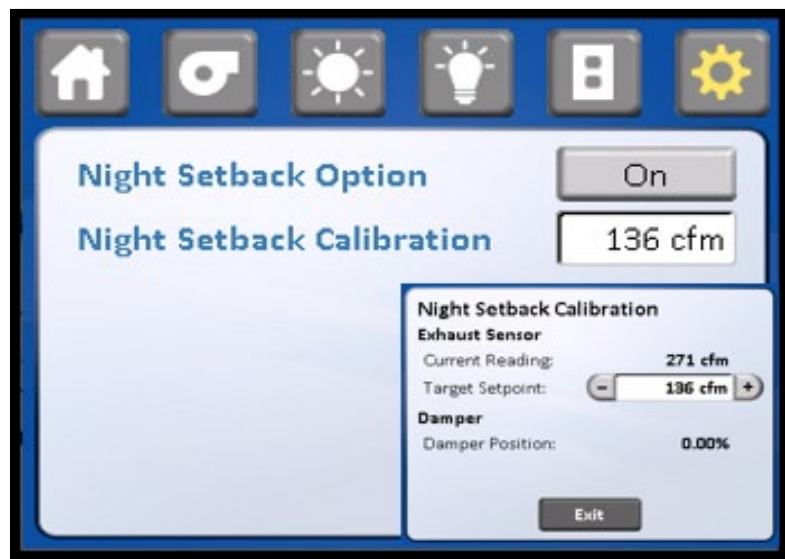 Night Setback Option
On
Night Setback Calibration
136 cfm
Night Setback Calibration
Exhaust Sensor
Current Reading: 271 cfm
Target Setpoint: - 136 cfm +
Damper
Damper Position: 0.00%
Exit